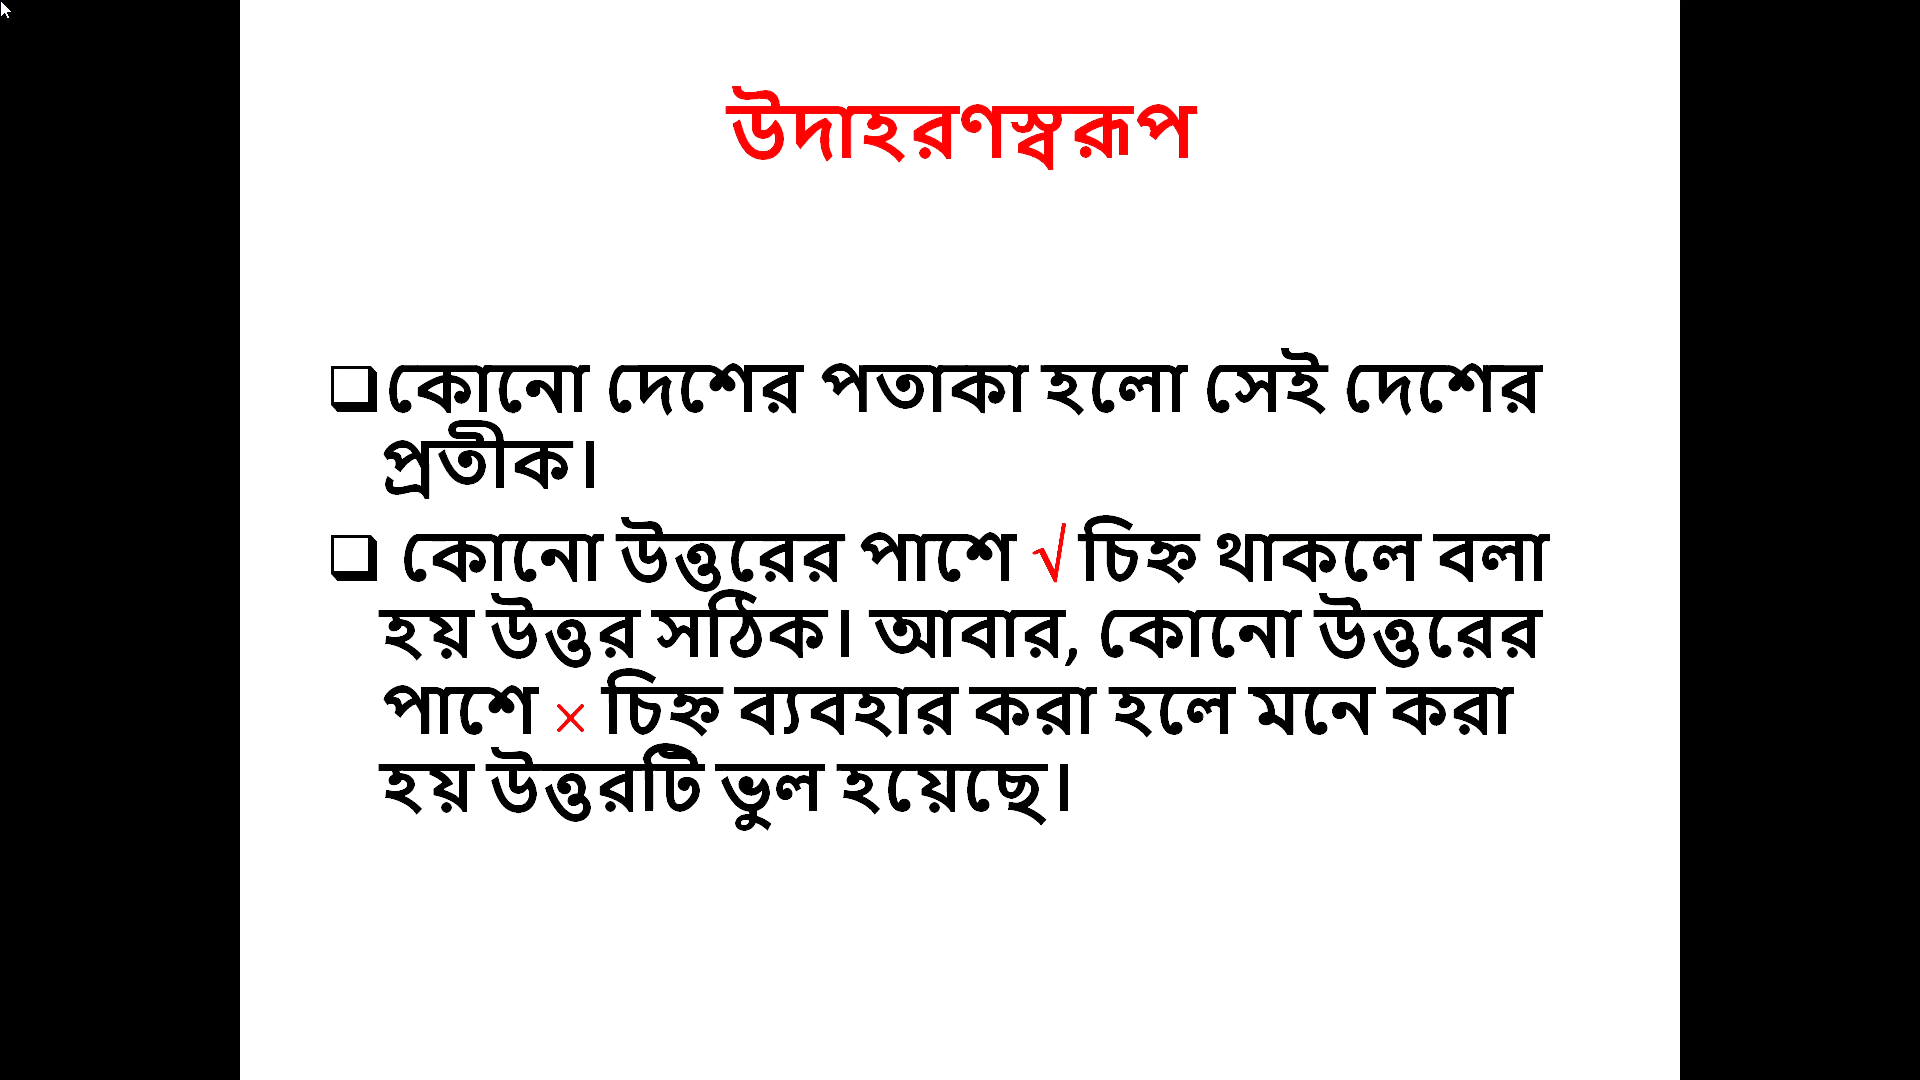 উদাহরণস্বরূপ
❑কোনো দেশের পতাকা হলো সেই দেশের
প্রতীক।
❑ কোনো উত্তরের পাশে √ চিহ্ন থাকলে বলা
হয় উত্তর সঠিক। আবার, কোনো উত্তরের
পাশে × চিহ্ন ব্যবহার করা হলে মনে করা
হয় উত্তরটি ভুল হয়েছে।